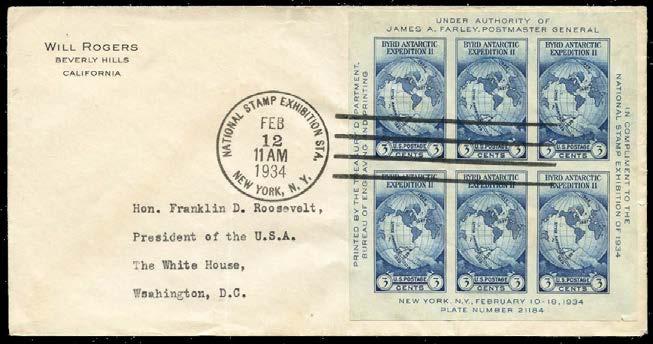 WILL ROGERS
BEVERLY HILLS
CALIFORNIA
NATIONAL STAMP EXHIBITION STA.
FEB
12
11 AM
1934
NEW YORK, N.Y.
Hon. Franklin D. Roosevelt,
President of the U.S.A.
The White House,
Wsahington, D.C.
UNDER AUTHORITY OF
JAMES A. FARLEY, POSTMASTER GENERAL
PRINTED BY THE TREASURY DEPARTMENT,
BUREAU OF ENGRAVING AND PRINTING
IN COMPLIMENT TO THE
NATIONAL STAMP EXHIBITION OF 1934
BYRD ANTARCTIC
EXPEDITION II
U.S. POSTAGE
3 CENTS 3
BYRD ANTARCTIC
EXPEDITION II
U.S. POSTAGE
3 CENTS 3
BYRD ANTARCTIC
EXPEDITION II
U.S. POSTAGE
3 CENTS 3
BYRD ANTARCTIC
EXPEDITION II
U.S. POSTAGE
3 CENTS 3
BYRD ANTARCTIC
EXPEDITION II
U.S. POSTAGE
3 CENTS 3
BYRD ANTARCTIC
EXPEDITION II
U.S. POSTAGE
3 CENTS 3
NEW YORK, N.Y., FEBRUARY 10-18, 1934
PLATE NUMBER 21184